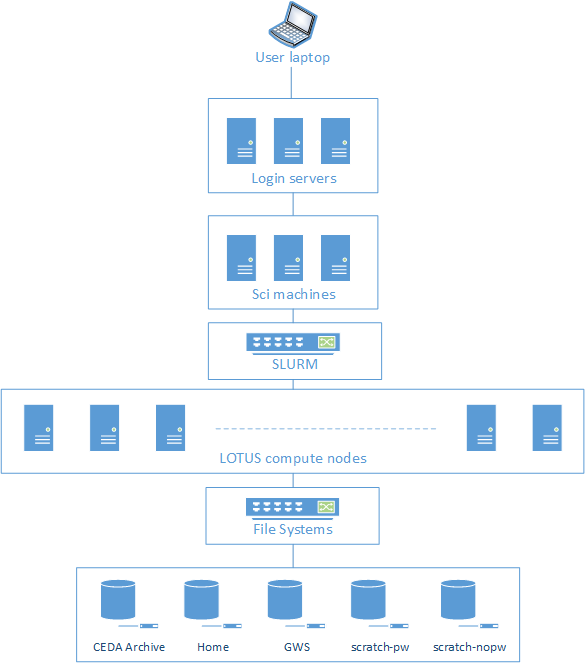 User laptop
Login servers
Sci machines
SLURM
LOTUS compute nodes
File Systems
CEDA Archive
Home
GWS
scratch-pw
scratch-nopw